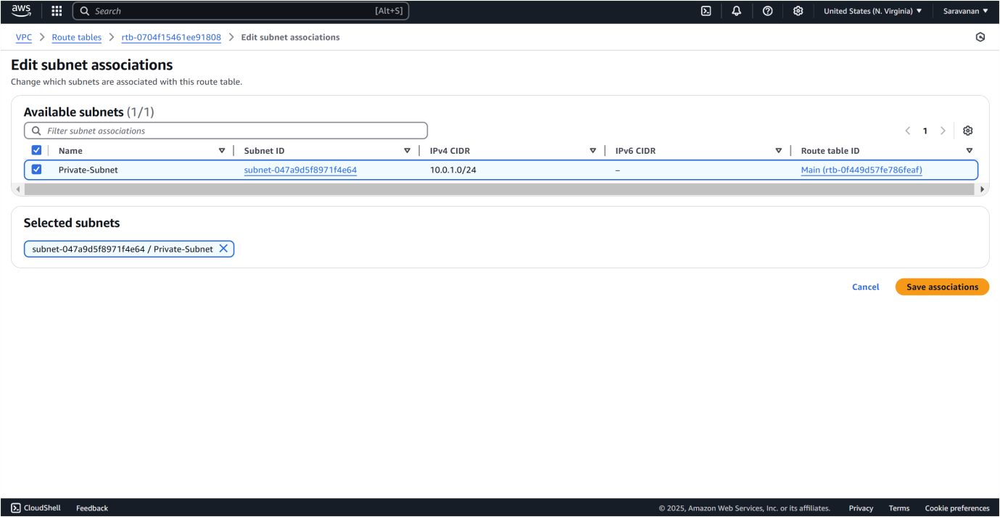 aws Search [Alt+S] United States (N. Virginia) Saravanan
VPC Route tables rtb-0704f15461ee91808 Edit subnet associations
Edit subnet associations
Change which subnets are associated with this route table.
Available subnets (1/1)
Filter subnet associations 1
Name Subnet ID IPv4 CIDR IPv6 CIDR Route table ID
Private-Subnet subnet-047a9d5f8971f4e64 10.0.1.0/24 – Main (rtb-0f449d57fe786feaf)
Selected subnets
subnet-047a9d5f8971f4e64 / Private-Subnet
Cancel Save associations
CloudShell Feedback © 2025, Amazon Web Services, Inc. or its affiliates. Privacy Terms Cookie preferences